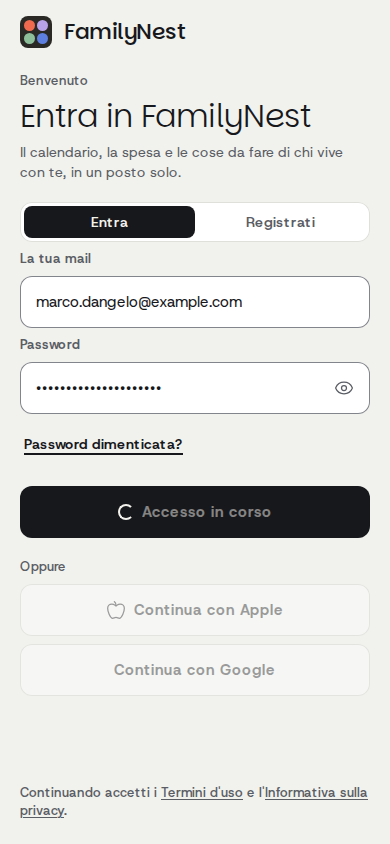 FamilyNest
Benvenuto
Entra in FamilyNest
Il calendario, la spesa e le cose da fare di chi vive
con te, in un posto solo.
Entra
Registrati
La tua mail
marco.dangelo@example.com
Password
•••••••••••••••••••••
Password dimenticata?
Accesso in corso
Oppure
Continua con Apple
Continua con Google
Continuando accetti i Termini d'uso e l'Informativa sulla
privacy.